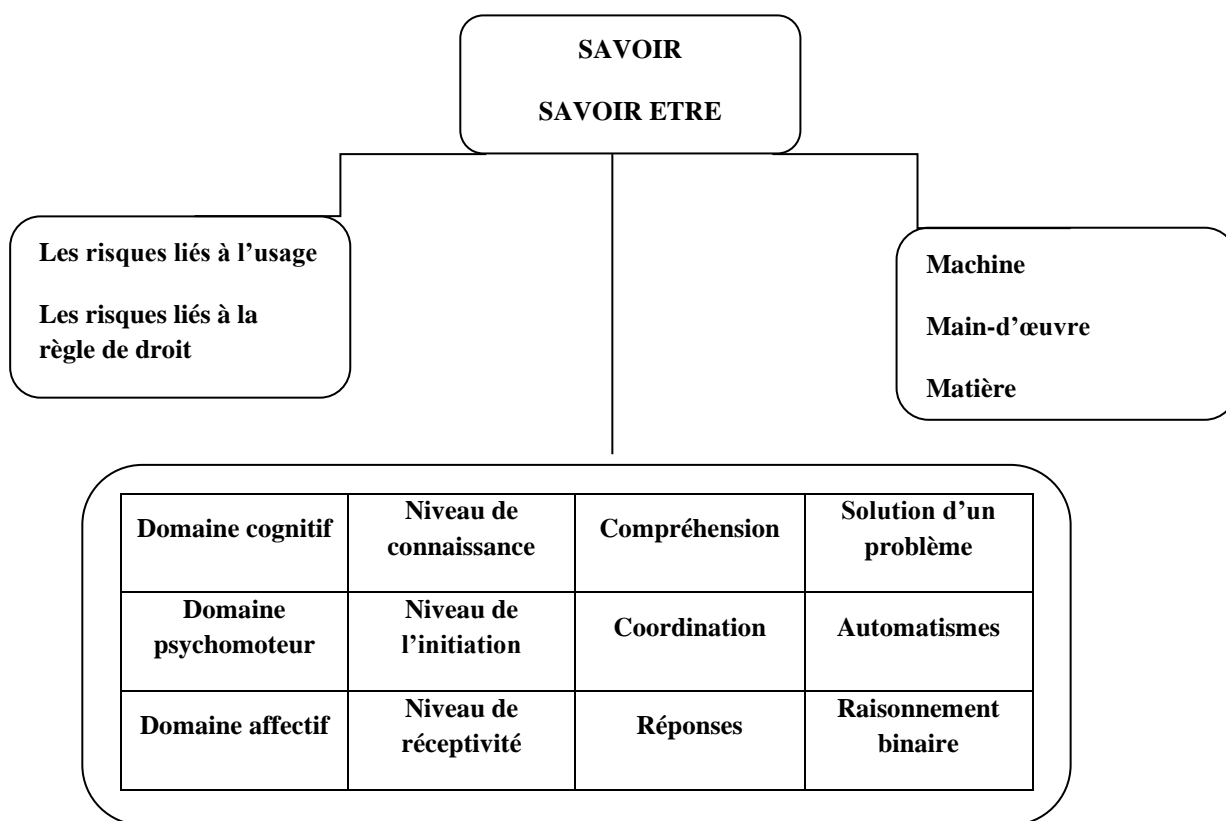 SAVOIR
SAVOIR ETRE
Les risques liés à l’usage
Les risques liés à la
règle de droit
Machine
Main-d’œuvre
Matière
Domaine cognitif
Niveau de
connaissance
Compréhension
Solution d’un
problème
Domaine
psychomoteur
Niveau de
l’initiation
Coordination
Automatismes
Domaine affectif
Niveau de
réceptivité
Réponses
Raisonnement
binaire